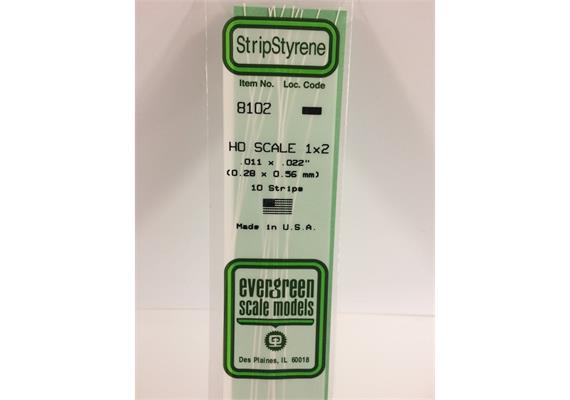 StripStyrene
Item No. Loc. Code
8102
HO SCALE 1x2
.011 x .022"
(0.28 x 0.56 mm)
10 Strips
Made in U.S.A.
evergreen
scale models
Des Plaines, IL 60018